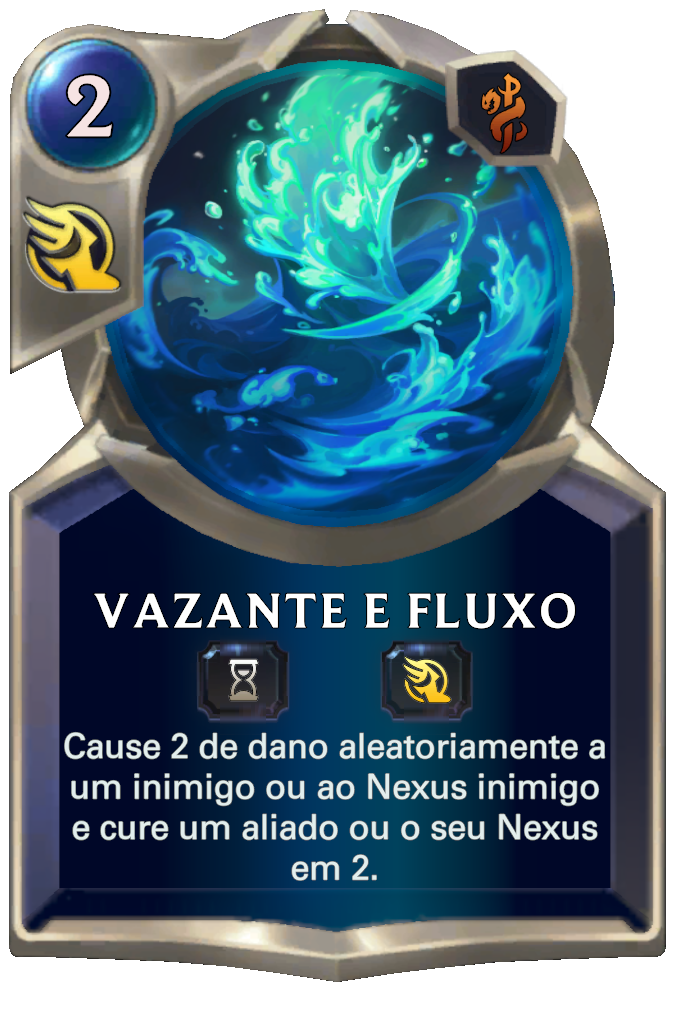 2
VAZANTE E FLUXO
Cause 2 de dano aleatoriamente a
um inimigo ou ao Nexus inimigo
e cure um aliado ou o seu Nexus
em 2.